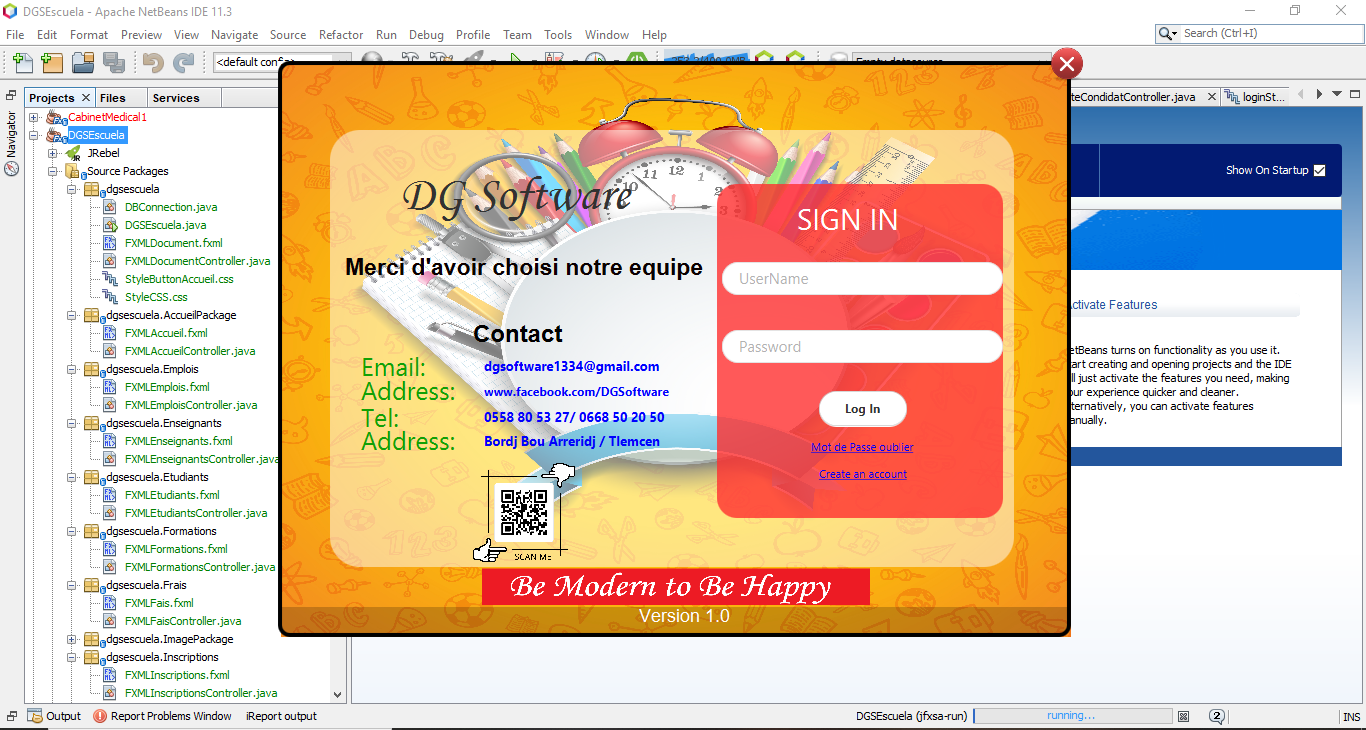 DGSEscuela - Apache NetBeans IDE 11.3
File Edit Format Preview View Navigate Source Refactor Run Debug Profile Team Tools Window Help
Search (Ctrl+I)
<default config>
Projects Files Services
Navigator
CabinetMedical1
DGSEscuela
JRebel
Source Packages
dgsescuela
DBConnection.java
DGSEscuela.java
FXMLDocument.fxml
FXMLDocumentController.java
StyleButtonAccueil.css
StyleCSS.css
dgsescuela.AccueilPackage
FXMLAccueil.fxml
FXMLAccueilController.java
dgsescuela.Emplois
FXMLEmplois.fxml
FXMLEmploisController.java
dgsescuela.Enseignants
FXMLEnseignants.fxml
FXMLEnseignantsController.java
dgsescuela.Etudiants
FXMLEtudiants.fxml
FXMLEtudiantsController.java
dgsescuela.Formations
FXMLFormations.fxml
FXMLFormationsController.java
dgsescuela.Frais
FXMLFais.fxml
FXMLFaisController.java
dgsescuela.ImagePackage
dgsescuela.Inscriptions
FXMLInscriptions.fxml
FXMLInscriptionsController.java
DG Software
Merci d'avoir choisi notre equipe
Contact
Email: dgsoftware1334@gmail.com
Address: www.facebook.com/DGSoftware
Tel: 0558 80 53 27/ 0668 50 20 50
Address: Bordj Bou Arreridj / Tlemcen
SCAN ME
SIGN IN
UserName
Password
Log In
Mot de Passe oublier
Create an account
Be Modern to Be Happy
Version 1.0
teCondidatController.java loginSt...
Show On Startup
ctivate Features
etBeans turns on functionality as you use it.
tart creating and opening projects and the IDE
ll just activate the features you need, making
our experience quicker and cleaner.
lternatively, you can activate features
anually.
Output Report Problems Window iReport output
DGSEscuela (jfxsa-run) running... 2 INS